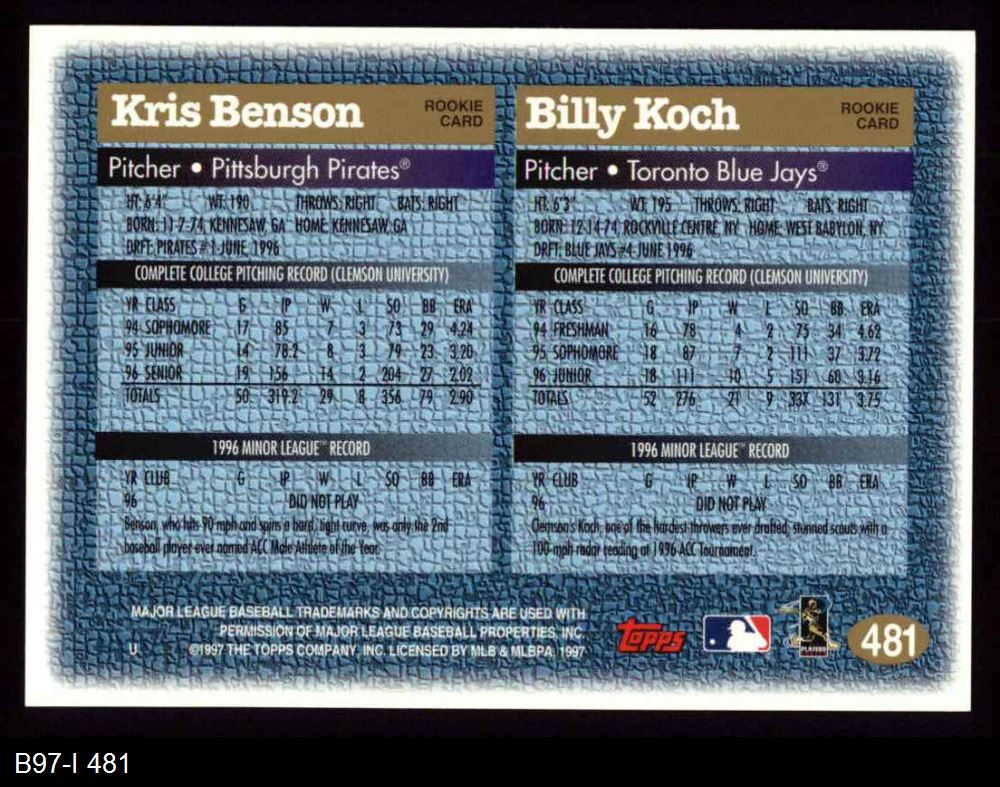 Kris Benson ROOKIE CARD
Pitcher • Pittsburgh Pirates®
HT: 6'4" WT: 190 THROWS: RIGHT BATS: RIGHT
BORN: 11-7-74, KENNESAW, GA HOME: KENNESAW, GA
DRFT: PIRATES #1-JUNE, 1996
COMPLETE COLLEGE PITCHING RECORD (CLEMSON UNIVERSITY)
YR CLASS G IP W L SO BB ERA
94 SOPHOMORE 17 85 7 3 73 29 4.24
95 JUNIOR 14 78.2 8 3 79 23 3.20
96 SENIOR 19 156 14 2 204 27 2.02
TOTALS 50 319.2 29 8 356 79 2.90
1996 MINOR LEAGUE™ RECORD
YR CLUB G IP W L SO BB ERA
96 DID NOT PLAY
Benson, who hits 90 mph and spins a hard, tight curve, was only the 2nd
baseball player ever named ACC Male Athlete of the Year.
Billy Koch ROOKIE CARD
Pitcher • Toronto Blue Jays®
HT: 6'3" WT: 195 THROWS: RIGHT BATS: RIGHT
BORN: 12-14-74, ROCKVILLE CENTRE, NY HOME: WEST BABYLON, NY
DRFT: BLUE JAYS #4-JUNE 1996
COMPLETE COLLEGE PITCHING RECORD (CLEMSON UNIVERSITY)
YR CLASS G IP W L SO BB ERA
94 FRESHMAN 16 78 4 2 75 34 4.62
95 SOPHOMORE 18 87 7 2 111 37 3.72
96 JUNIOR 18 111 10 5 151 60 3.16
TOTALS 52 276 21 9 337 131 3.75
1996 MINOR LEAGUE™ RECORD
YR CLUB G IP W L SO BB ERA
96 DID NOT PLAY
Clemson's Koch, one of the hardest throwers ever drafted, stunned scouts with a
100-mph radar reading at 1996 ACC Tournament.
MAJOR LEAGUE BASEBALL TRADEMARKS AND COPYRIGHTS ARE USED WITH
PERMISSION OF MAJOR LEAGUE BASEBALL PROPERTIES, INC.
U ©1997 THE TOPPS COMPANY, INC. LICENSED BY MLB & MLBPA, 1997
TOPPS
PLAYERS
481
B97-I 481